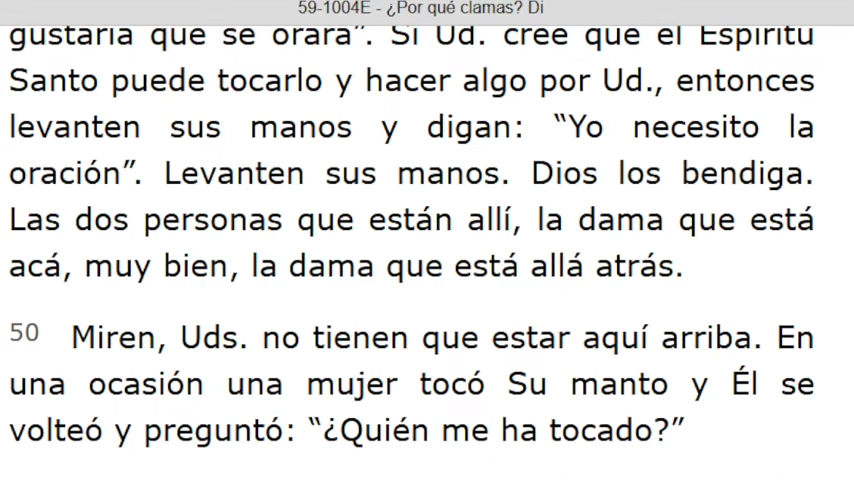 59-1004E - ¿Por qué clamas? Di
gustaría que se orara”. Si Ud. cree que el Espíritu
Santo puede tocarlo y hacer algo por Ud., entonces
levanten sus manos y digan: “Yo necesito la
oración”. Levanten sus manos. Dios los bendiga.
Las dos personas que están allí, la dama que está
acá, muy bien, la dama que está allá atrás.
50 Miren, Uds. no tienen que estar aquí arriba. En
una ocasión una mujer tocó Su manto y Él se
volteó y preguntó: “¿Quién me ha tocado?”